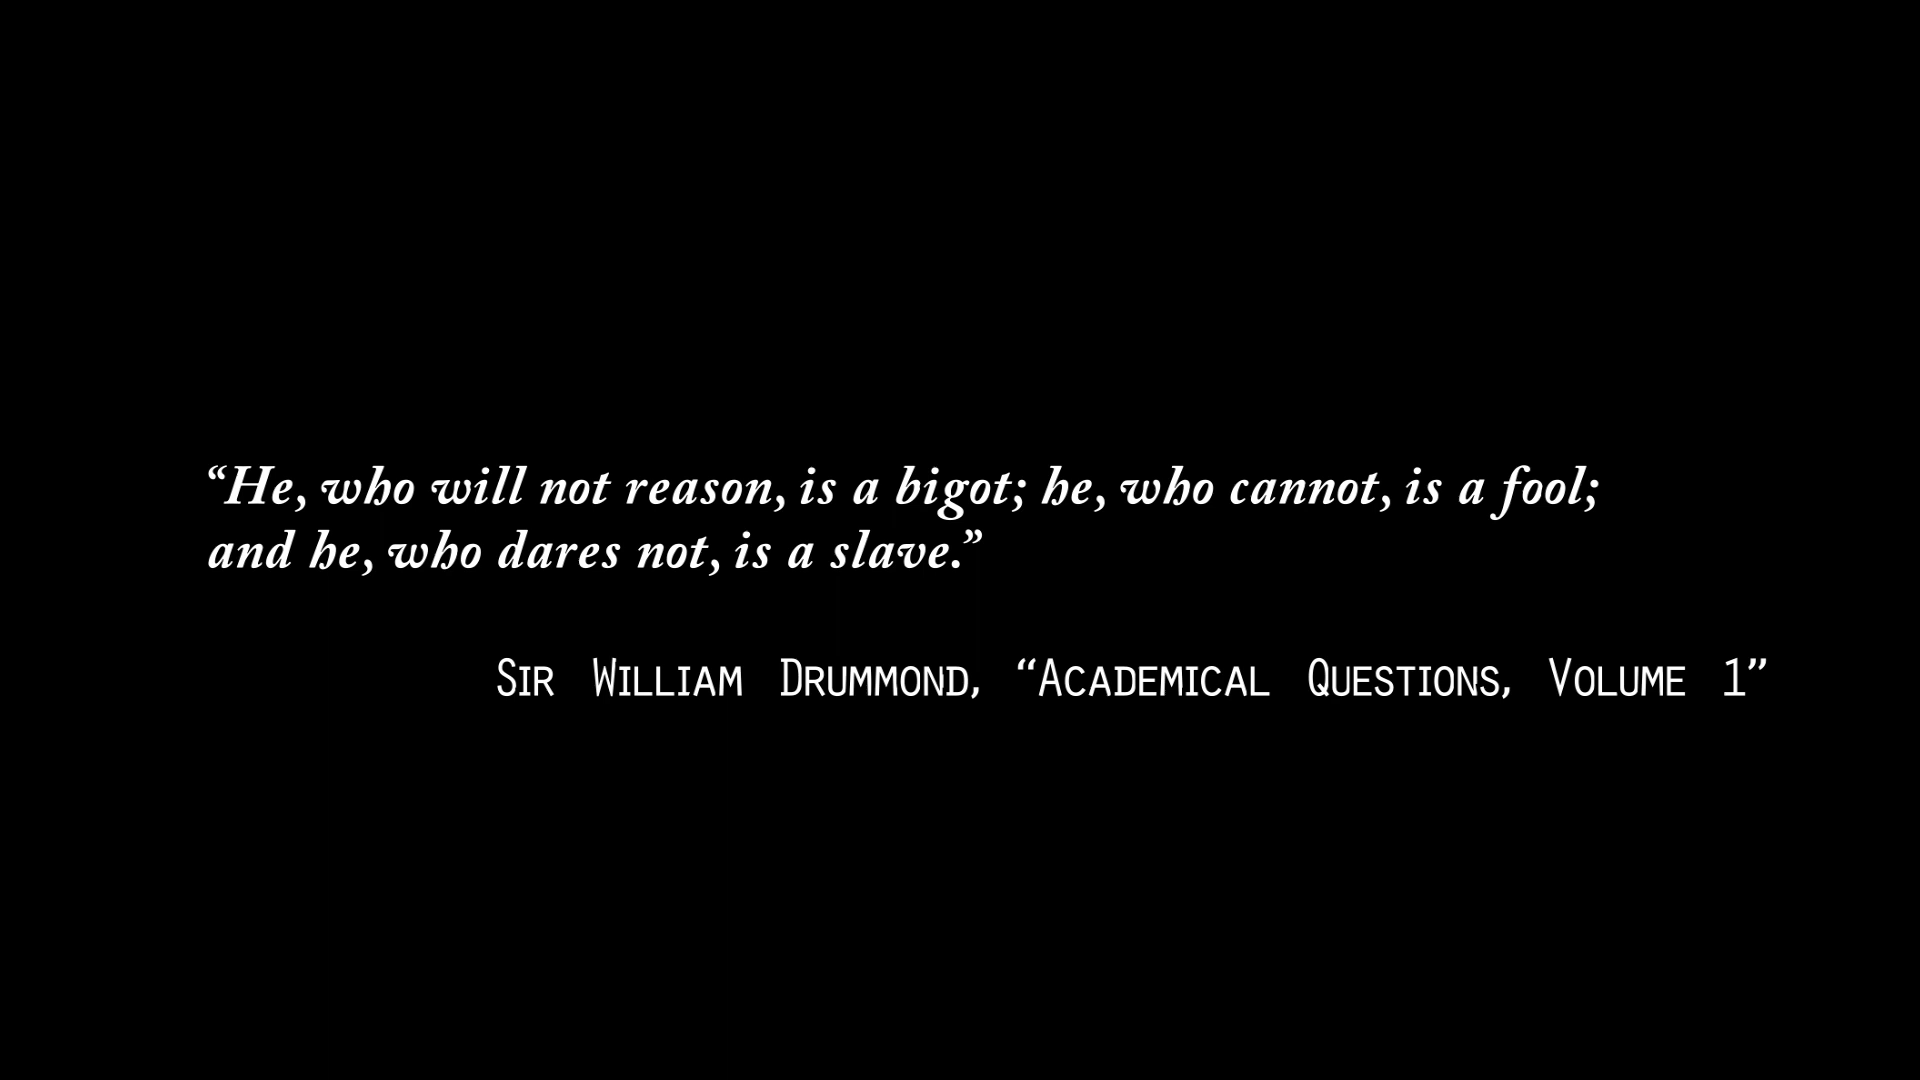 “He, who will not reason, is a bigot; he, who cannot, is a fool;
and he, who dares not, is a slave.”
Sir William Drummond, “Academical Questions, Volume 1”